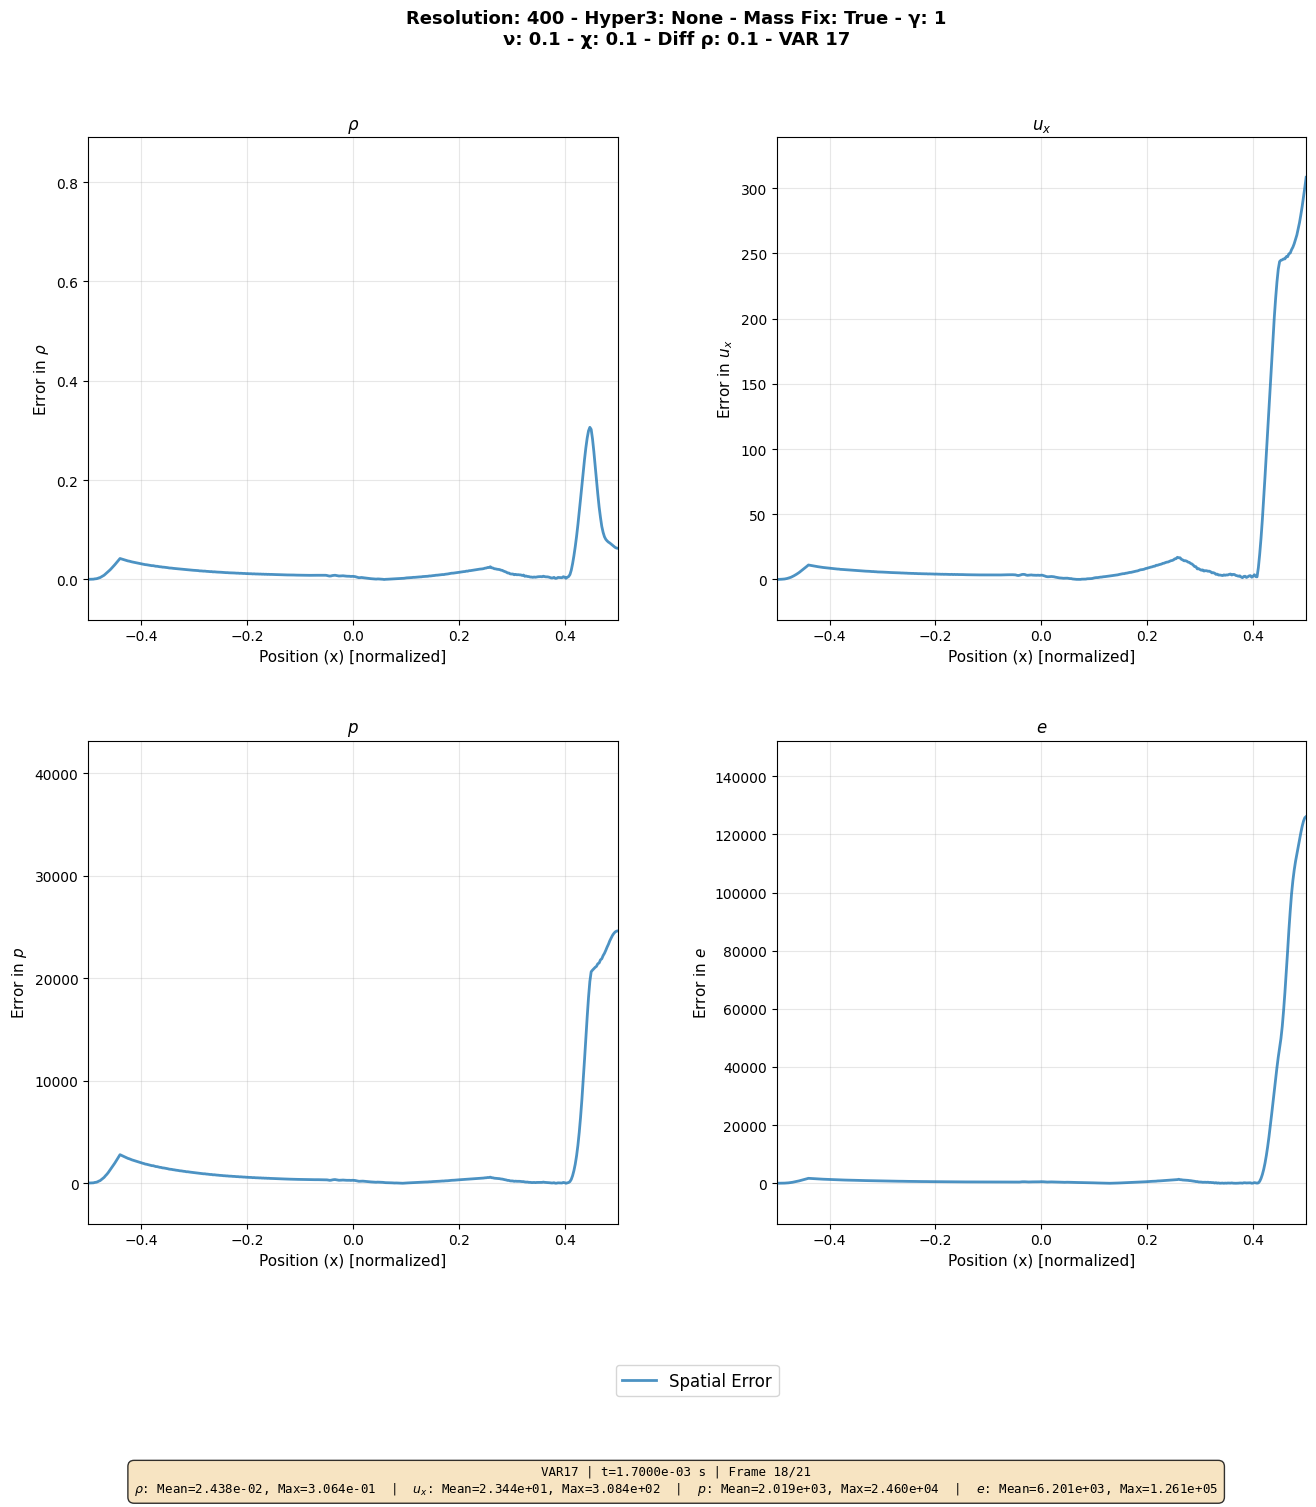 Resolution: 400 - Hyper3: None - Mass Fix: True - γ: 1
ν: 0.1 - χ: 0.1 - Diff ρ: 0.1 - VAR 17
ρ
0.8
0.6
0.4
0.2
0.0
Error in ρ
−0.4 −0.2 0.0 0.2 0.4
Position (x) [normalized]
u_x
300
250
200
150
100
50
0
Error in u_x
−0.4 −0.2 0.0 0.2 0.4
Position (x) [normalized]
p
40000
30000
20000
10000
0
Error in p
−0.4 −0.2 0.0 0.2 0.4
Position (x) [normalized]
e
140000
120000
100000
80000
60000
40000
20000
0
Error in e
−0.4 −0.2 0.0 0.2 0.4
Position (x) [normalized]
Spatial Error
VAR17 | t=1.7000e-03 s | Frame 18/21
ρ: Mean=2.438e-02, Max=3.064e-01 | u_x: Mean=2.344e+01, Max=3.084e+02 | p: Mean=2.019e+03, Max=2.460e+04 | e: Mean=6.201e+03, Max=1.261e+05